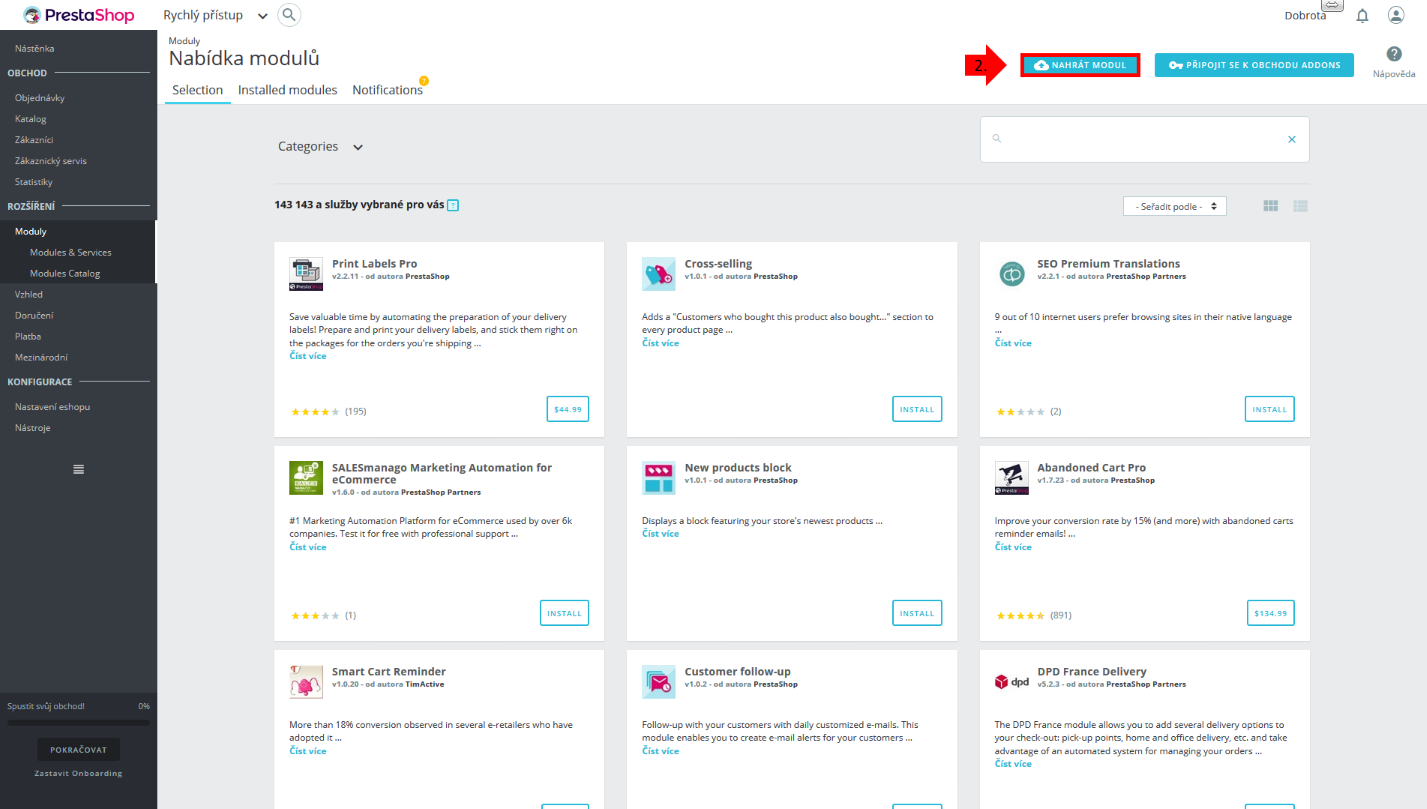 PrestaShop
Rychlý přístup
Dobrota
Nástěnka
OBCHOD
Objednávky
Katalog
Zákazníci
Zákaznický servis
Statistiky
ROZŠÍŘENÍ
Moduly
Modules & Services
Modules Catalog
Vzhled
Doručení
Platba
Mezinárodní
KONFIGURACE
Nastavení eshopu
Nástroje
Spustit svůj obchod!
0%
POKRAČOVAT
Zastavit Onboarding
Moduly
Nabídka modulů
2.
NAHRÁT MODUL
PŘIPOJIT SE K OBCHODU ADDONS
?
Nápověda
Selection
Installed modules
Notifications
?
Categories
143 143 a služby vybrané pro vás ?
- Seřadit podle -
Print Labels Pro
v2.2.11 - od autora PrestaShop
Save valuable time by automating the preparation of your delivery
labels! Prepare and print your delivery labels, and stick them right on
the packages for the orders you're shipping ...
Číst více
(195)
$44.99
Cross-selling
v1.0.1 - od autora PrestaShop
Adds a "Customers who bought this product also bought..." section to
every product page ...
Číst více
INSTALL
SEO Premium Translations
v2.2.1 - od autora PrestaShop Partners
9 out of 10 internet users prefer browsing sites in their native language
...
Číst více
(2)
INSTALL
SALESmanago Marketing Automation for
eCommerce
v1.6.0 - od autora PrestaShop Partners
#1 Marketing Automation Platform for eCommerce used by over 6k
companies. Test it for free with professional support ...
Číst více
(1)
INSTALL
New products block
v1.0.1 - od autora PrestaShop
Displays a block featuring your store's newest products ...
Číst více
INSTALL
Abandoned Cart Pro
v1.7.23 - od autora PrestaShop
Improve your conversion rate by 15% (and more) with abandoned carts
reminder emails! ...
Číst více
(891)
$134.99
Smart Cart Reminder
v1.0.20 - od autora TimActive
More than 18% conversion observed in several e-retailers who have
adopted it ...
Číst více
Customer follow-up
v1.0.2 - od autora PrestaShop
Follow-up with your customers with daily customized e-mails. This
module enables you to create e-mail alerts for your customers ...
Číst více
dpd
DPD France Delivery
v5.2.3 - od autora PrestaShop Partners
The DPD France module allows you to add several delivery options to
your check-out: pick-up points, home and office delivery, etc. and take
advantage of an automated system for managing your orders ...
Číst více